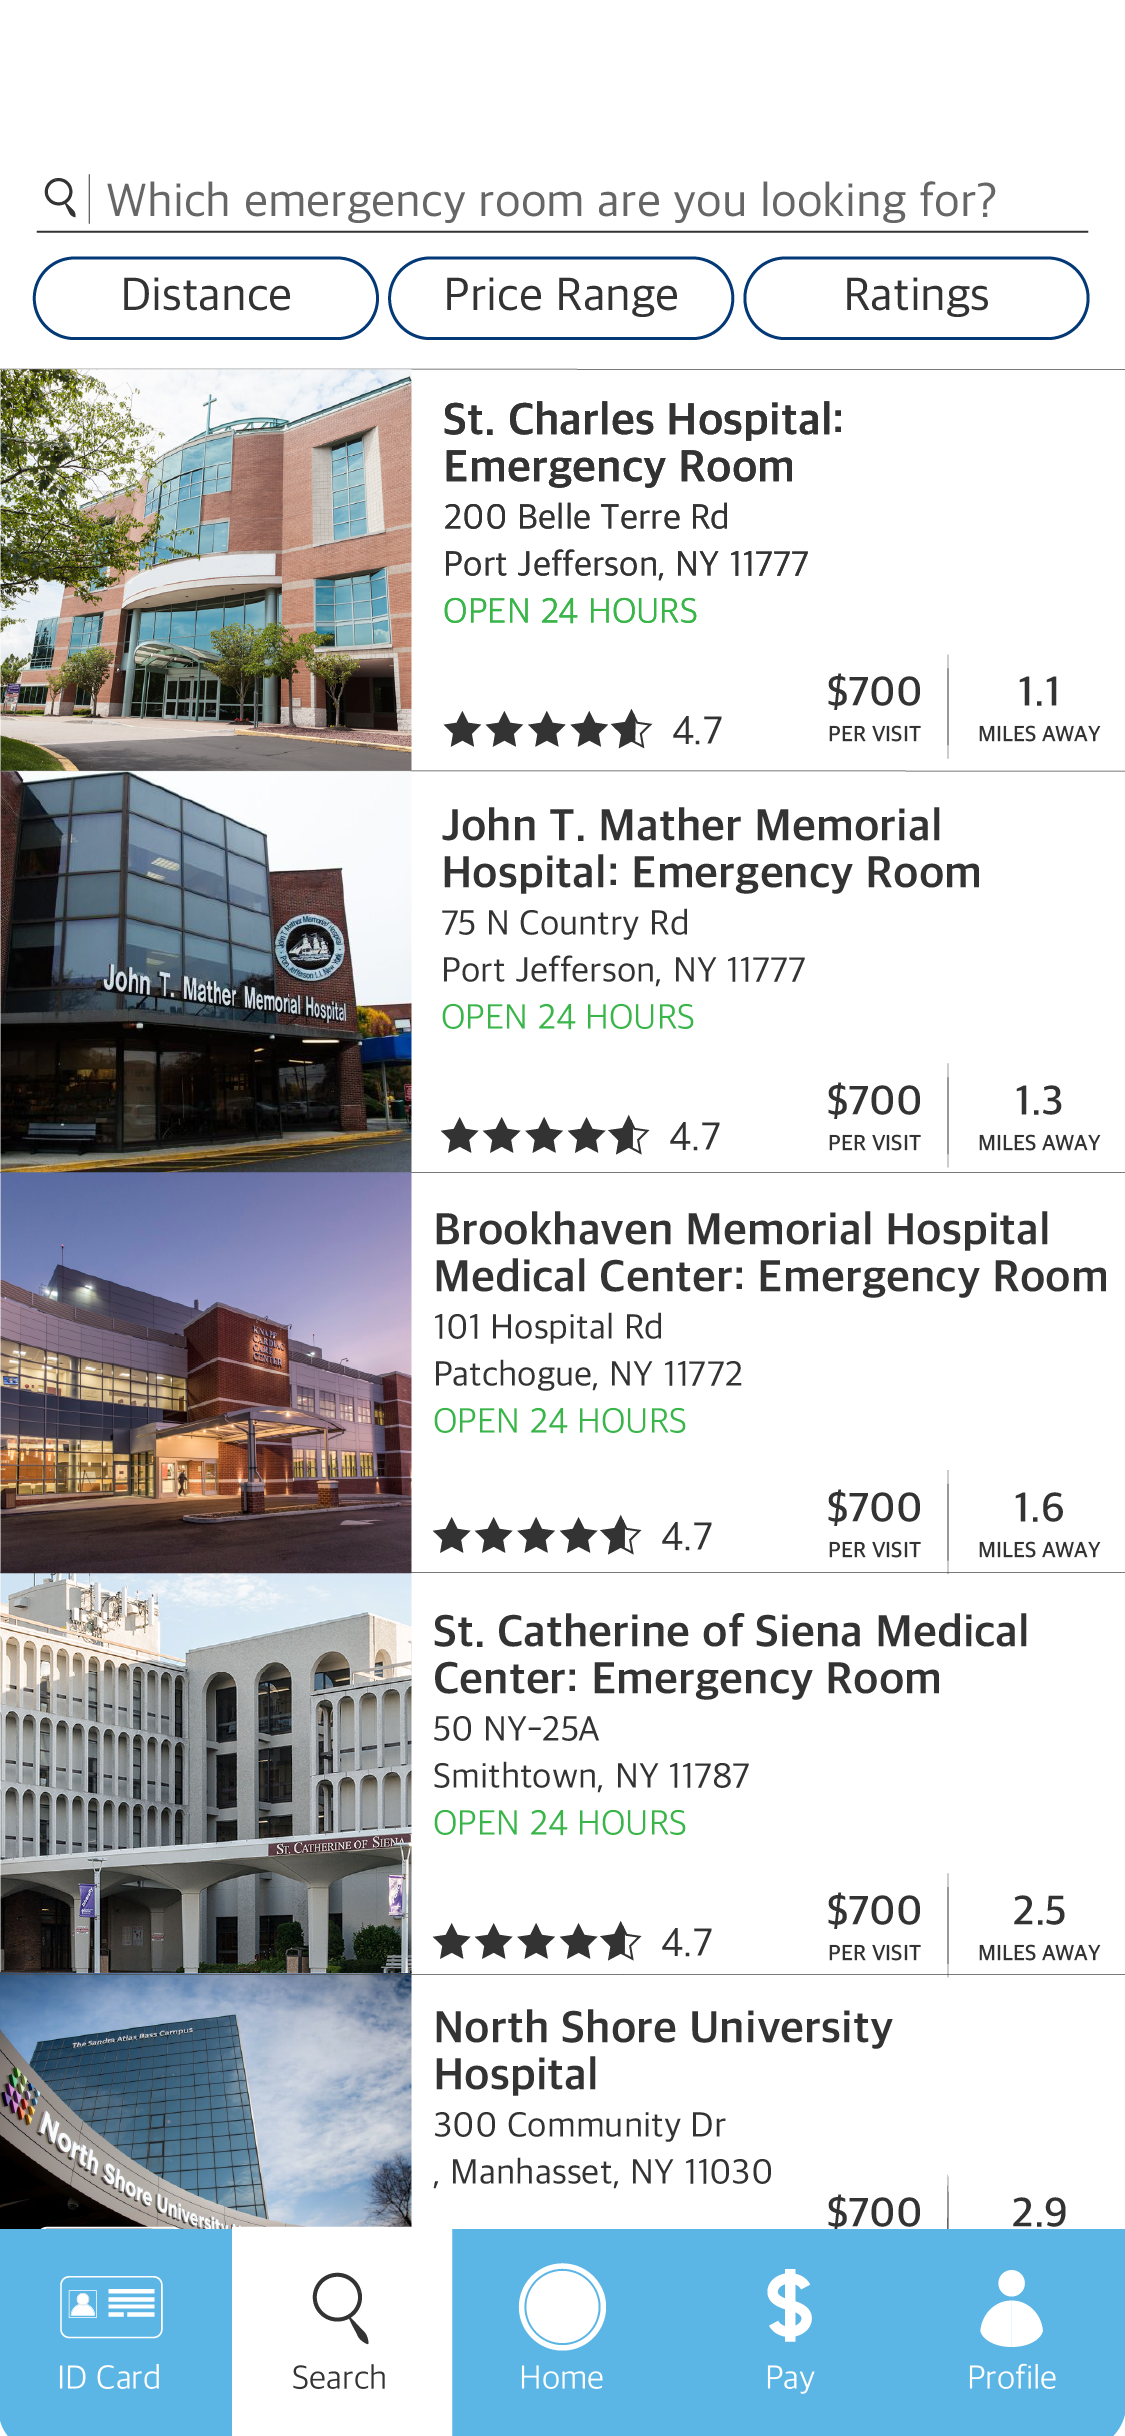 Which emergency room are you looking for?
Distance
Price Range
Ratings
St. Charles Hospital:
Emergency Room
200 Belle Terre Rd
Port Jefferson, NY 11777
OPEN 24 HOURS
4.7
$700
PER VISIT
1.1
MILES AWAY
John T. Mather Memorial Hospital
John T. Mather Memorial
Hospital: Emergency Room
75 N Country Rd
Port Jefferson, NY 11777
OPEN 24 HOURS
4.7
$700
PER VISIT
1.3
MILES AWAY
KNAPP
CARDIAC
CARE
CENTER
Brookhaven Memorial Hospital
Medical Center: Emergency Room
101 Hospital Rd
Patchogue, NY 11772
OPEN 24 HOURS
4.7
$700
PER VISIT
1.6
MILES AWAY
ST. CATHERINE OF SIENA
St. Catherine of Siena Medical
Center: Emergency Room
50 NY-25A
Smithtown, NY 11787
OPEN 24 HOURS
4.7
$700
PER VISIT
2.5
MILES AWAY
The Sandra Atlas Bass Campus
North Shore University
North Shore University
Hospital
300 Community Dr
, Manhasset, NY 11030
$700
2.9
ID Card
Search
Home
Pay
Profile